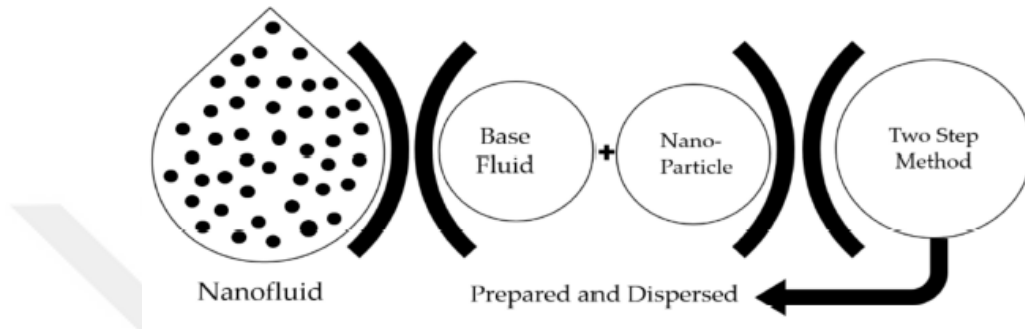 Base
Fluid
+
Nano-
Particle
Two Step
Method
Nanofluid
Prepared and Dispersed